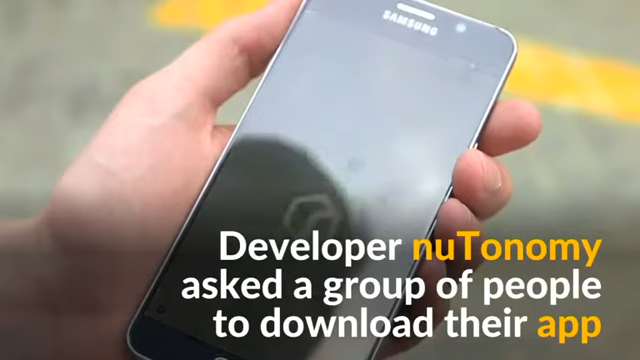 SAMSUNG
Developer nuTonomy
asked a group of people
to download their app